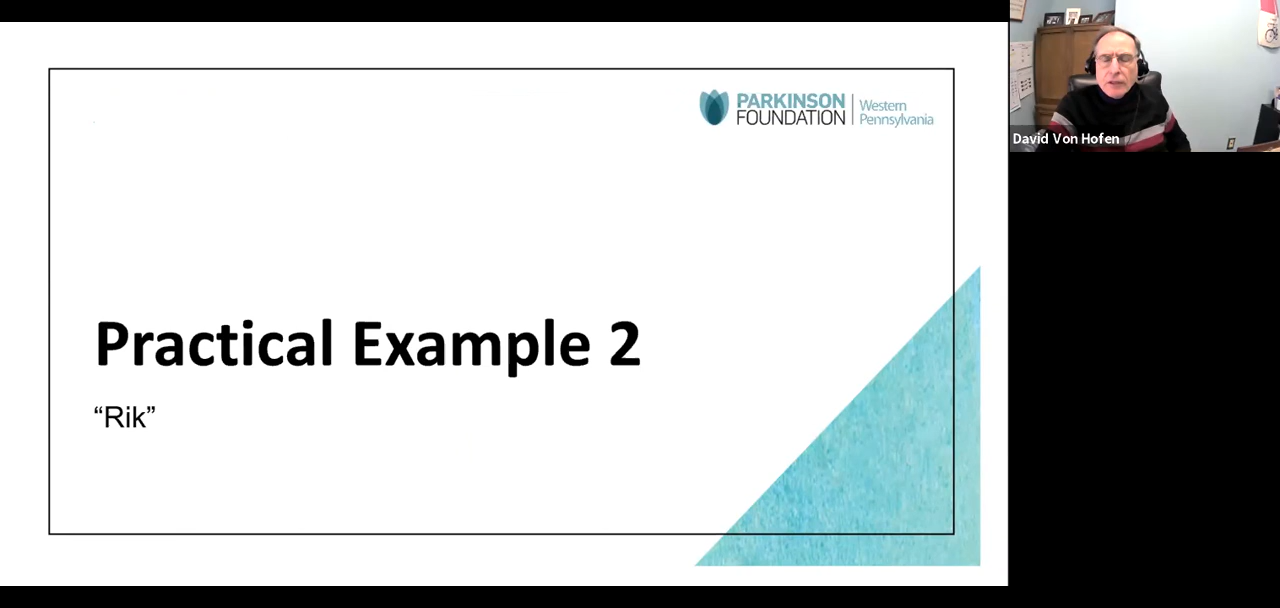 PARKINSON
FOUNDATION
Western
Pennsylvania
Practical Example 2
“Rik”
David Von Hofen